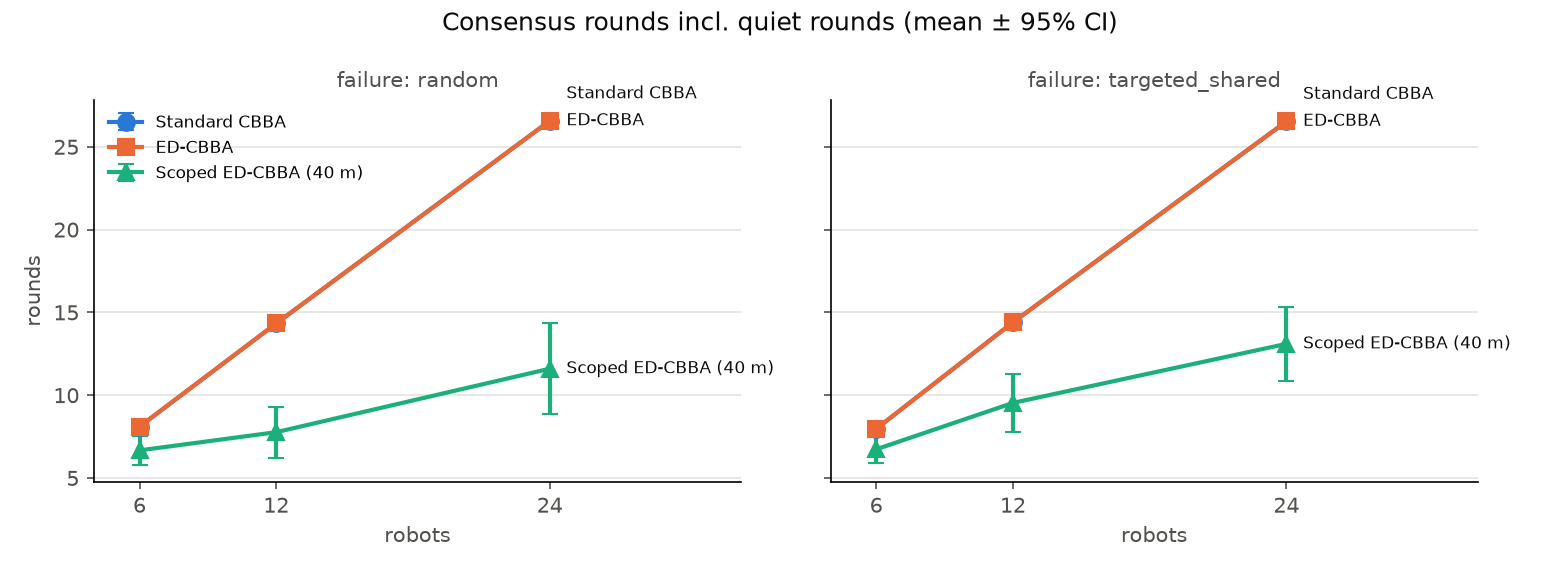 Consensus rounds incl. quiet rounds (mean ± 95% CI)
failure: random
Standard CBBA
ED-CBBA
Scoped ED-CBBA (40 m)
Standard CBBA
ED-CBBA
Scoped ED-CBBA (40 m)
25
20
15
10
5
rounds
6 12 24
robots
failure: targeted_shared
Standard CBBA
ED-CBBA
Scoped ED-CBBA (40 m)
6 12 24
robots